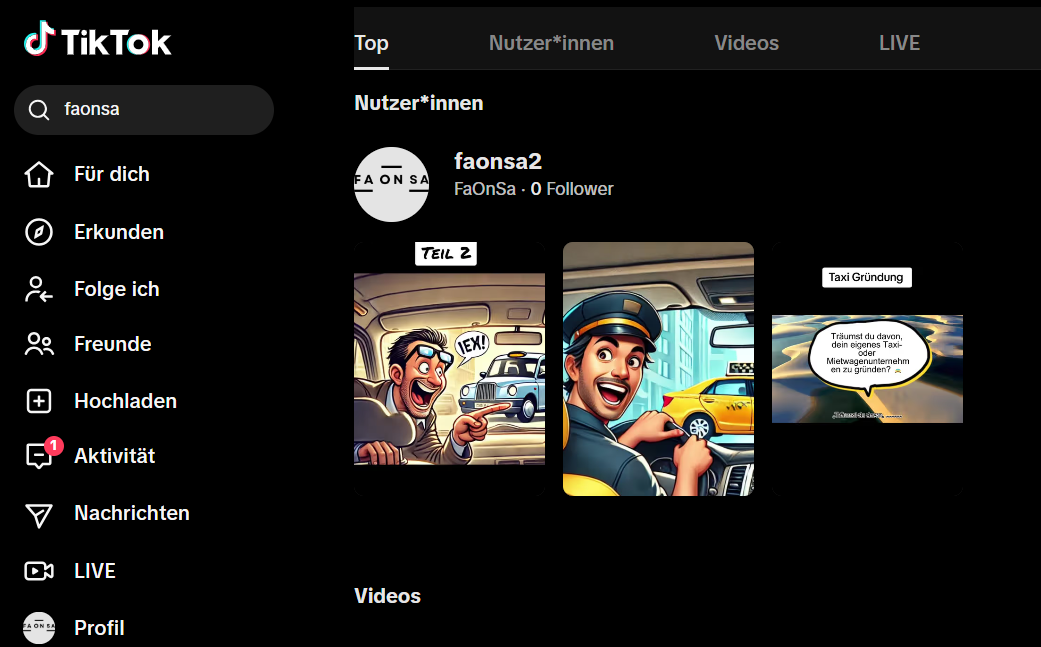 TikTok
faonsa
Für dich
Erkunden
Folge ich
Freunde
Hochladen
1
Aktivität
Nachrichten
LIVE
FA ON SA
Profil
Top
Nutzer*innen
Videos
LIVE
Nutzer*innen
FA ON SA
faonsa2
FaOnSa · 0 Follower
TEIL 2
!EX!
Taxi Gründung
Träumst du davon,
dein eigenes Taxi-
oder
Mietwagenunternehm
en zu gründen?
Videos